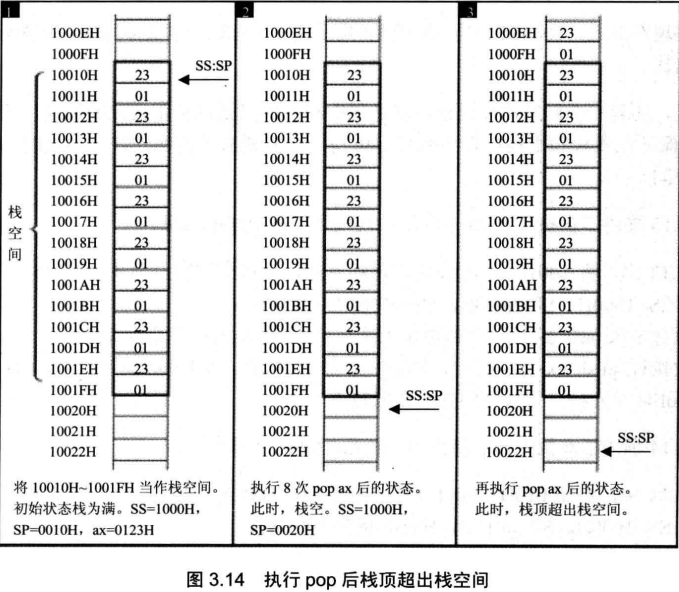 1
1000EH
1000FH
10010H 23 SS:SP
10011H 01
10012H 23
10013H 01
10014H 23
10015H 01
10016H 23
10017H 01
10018H 23
10019H 01
1001AH 23
1001BH 01
1001CH 23
1001DH 01
1001EH 23
1001FH 01
10020H
10021H
10022H
栈空间
将 10010H~1001FH 当作栈空间。
初始状态栈为满。SS=1000H，
SP=0010H，ax=0123H
2
1000EH
1000FH
10010H 23
10011H 01
10012H 23
10013H 01
10014H 23
10015H 01
10016H 23
10017H 01
10018H 23
10019H 01
1001AH 23
1001BH 01
1001CH 23
1001DH 01
1001EH 23
1001FH 01
10020H SS:SP
10021H
10022H
执行 8 次 pop ax 后的状态。
此时，栈空。SS=1000H，
SP=0020H
3
1000EH 23
1000FH 01
10010H 23
10011H 01
10012H 23
10013H 01
10014H 23
10015H 01
10016H 23
10017H 01
10018H 23
10019H 01
1001AH 23
1001BH 01
1001CH 23
1001DH 01
1001EH 23
1001FH 01
10020H
10021H
10022H SS:SP
再执行 pop ax 后的状态。
此时，栈顶超出栈空间。
图 3.14 执行 pop 后栈顶超出栈空间